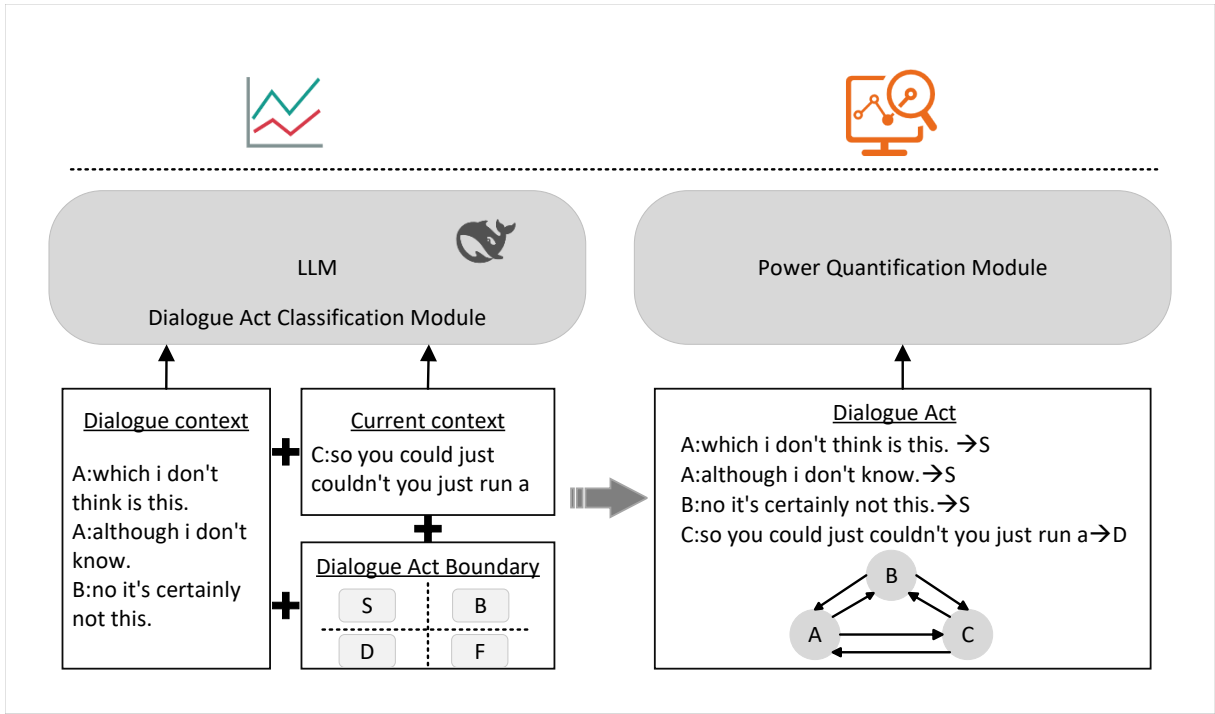 LLM
Dialogue Act Classification Module
Power Quantification Module
Dialogue context
A:which i don't
think is this.
A:although i don't
know.
B:no it's certainly
not this.
Current context
C:so you could just
couldn't you just run a
Dialogue Act Boundary
S
B
D
F
Dialogue Act
A:which i don't think is this. →S
A:although i don't know.→S
B:no it's certainly not this.→S
C:so you could just couldn't you just run a→D
B
A
C